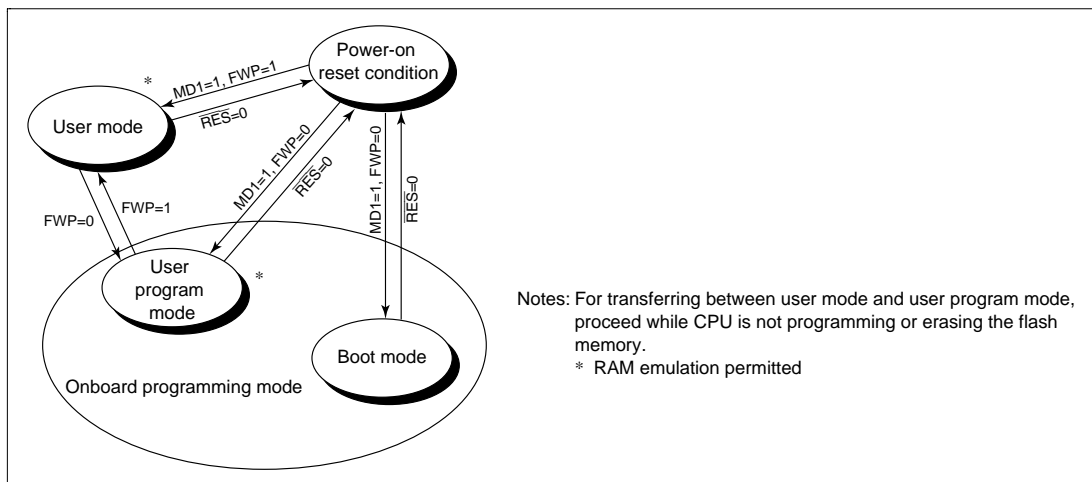 Power-on
reset condition
MD1=1, FWP=1
RES=0
*
User mode
MD1=1, FWP=0
RES=0
MD1=1, FWP=0
RES=0
FWP=0
FWP=1
User
program
mode
*
Boot mode
Onboard programming mode
Notes: For transferring between user mode and user program mode,
proceed while CPU is not programming or erasing the flash
memory.
* RAM emulation permitted